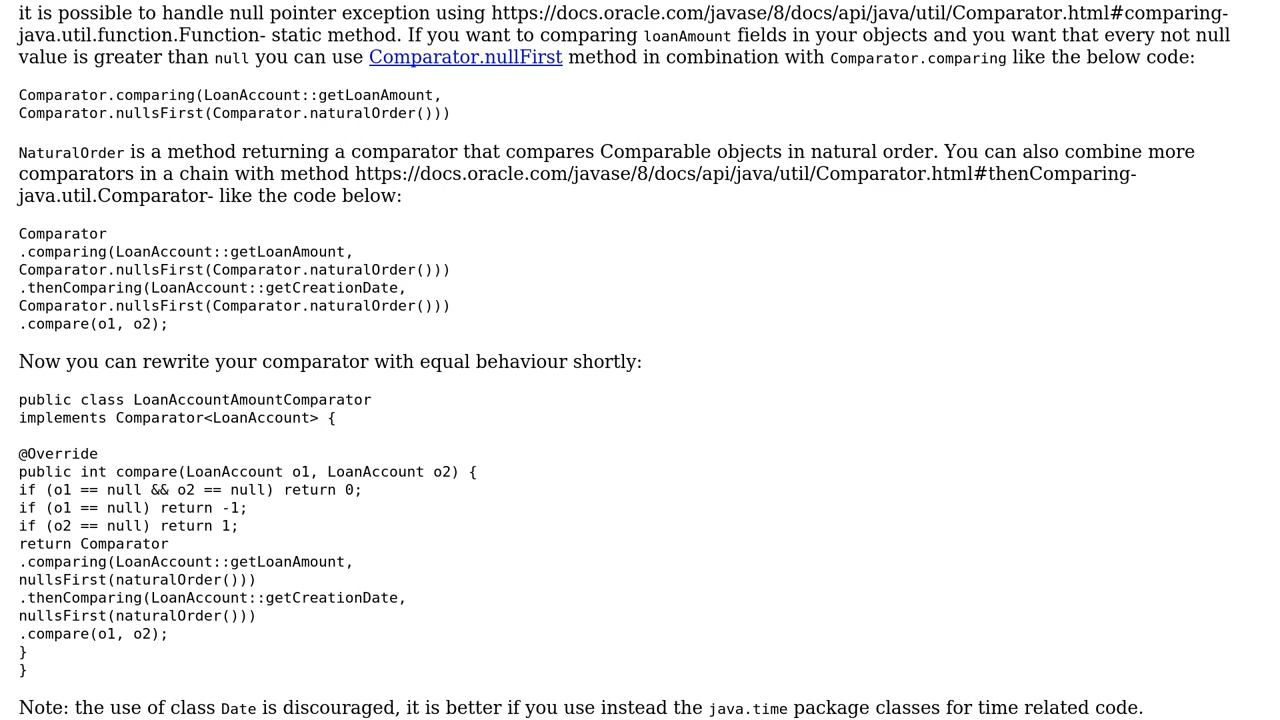 it is possible to handle null pointer exception using https://docs.oracle.com/javase/8/docs/api/java/util/Comparator.html#comparing-
java.util.function.Function- static method. If you want to comparing loanAmount fields in your objects and you want that every not null
value is greater than null you can use Comparator.nullFirst method in combination with Comparator.comparing like the below code:
Comparator.comparing(LoanAccount::getLoanAmount,
Comparator.nullsFirst(Comparator.naturalOrder()))
NaturalOrder is a method returning a comparator that compares Comparable objects in natural order. You can also combine more
comparators in a chain with method https://docs.oracle.com/javase/8/docs/api/java/util/Comparator.html#thenComparing-
java.util.Comparator- like the code below:
Comparator
.comparing(LoanAccount::getLoanAmount,
Comparator.nullsFirst(Comparator.naturalOrder()))
.thenComparing(LoanAccount::getCreationDate,
Comparator.nullsFirst(Comparator.naturalOrder()))
.compare(o1, o2);
Now you can rewrite your comparator with equal behaviour shortly:
public class LoanAccountAmountComparator
implements Comparator<LoanAccount> {
@Override
public int compare(LoanAccount o1, LoanAccount o2) {
if (o1 == null && o2 == null) return 0;
if (o1 == null) return -1;
if (o2 == null) return 1;
return Comparator
.comparing(LoanAccount::getLoanAmount,
nullsFirst(naturalOrder()))
.thenComparing(LoanAccount::getCreationDate,
nullsFirst(naturalOrder()))
.compare(o1, o2);
}
}
Note: the use of class Date is discouraged, it is better if you use instead the java.time package classes for time related code.